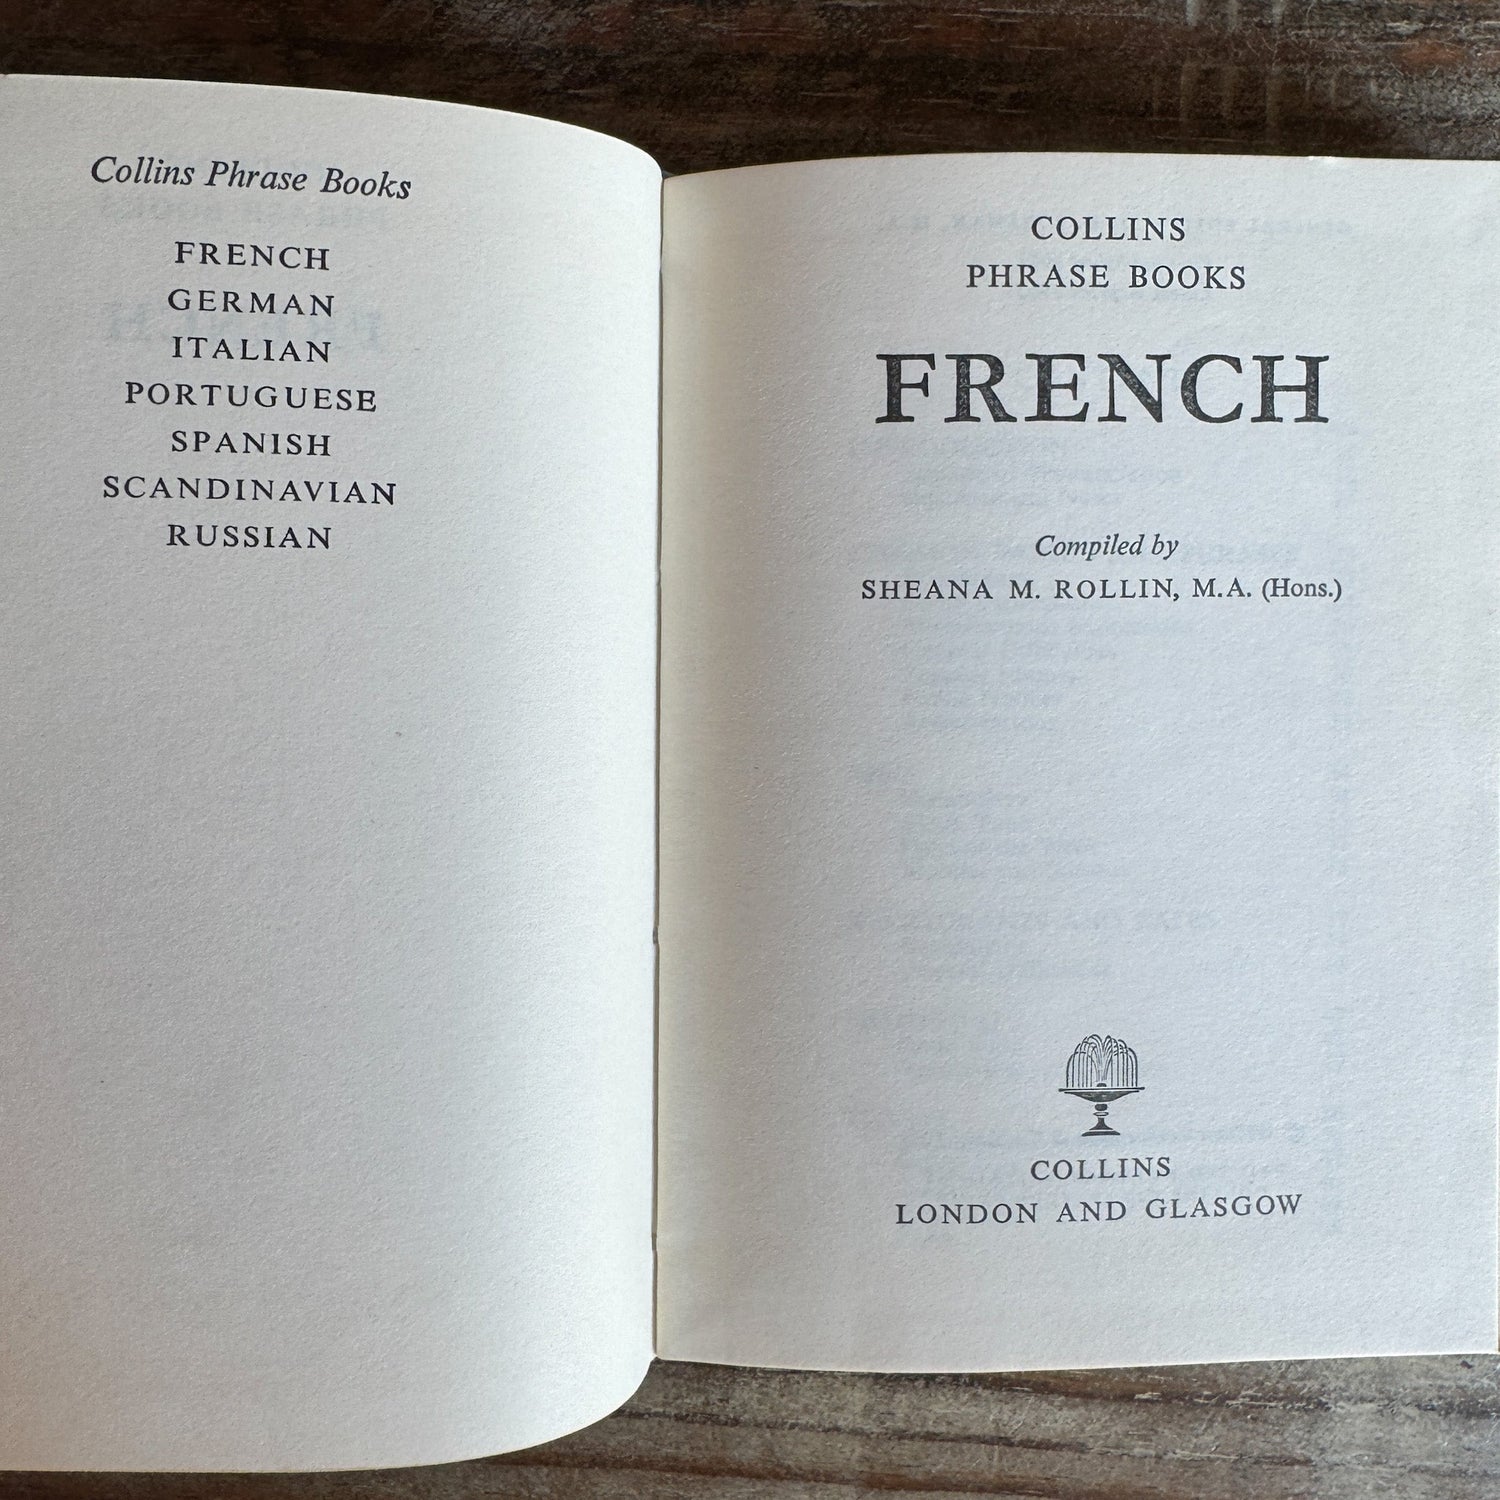 Collins Phrase Books
FRENCH
GERMAN
ITALIAN
PORTUGUESE
SPANISH
SCANDINAVIAN
RUSSIAN
COLLINS
PHRASE BOOKS
FRENCH
Compiled by
SHEANA M. ROLLIN, M.A. (Hons.)
COLLINS
LONDON AND GLASGOW